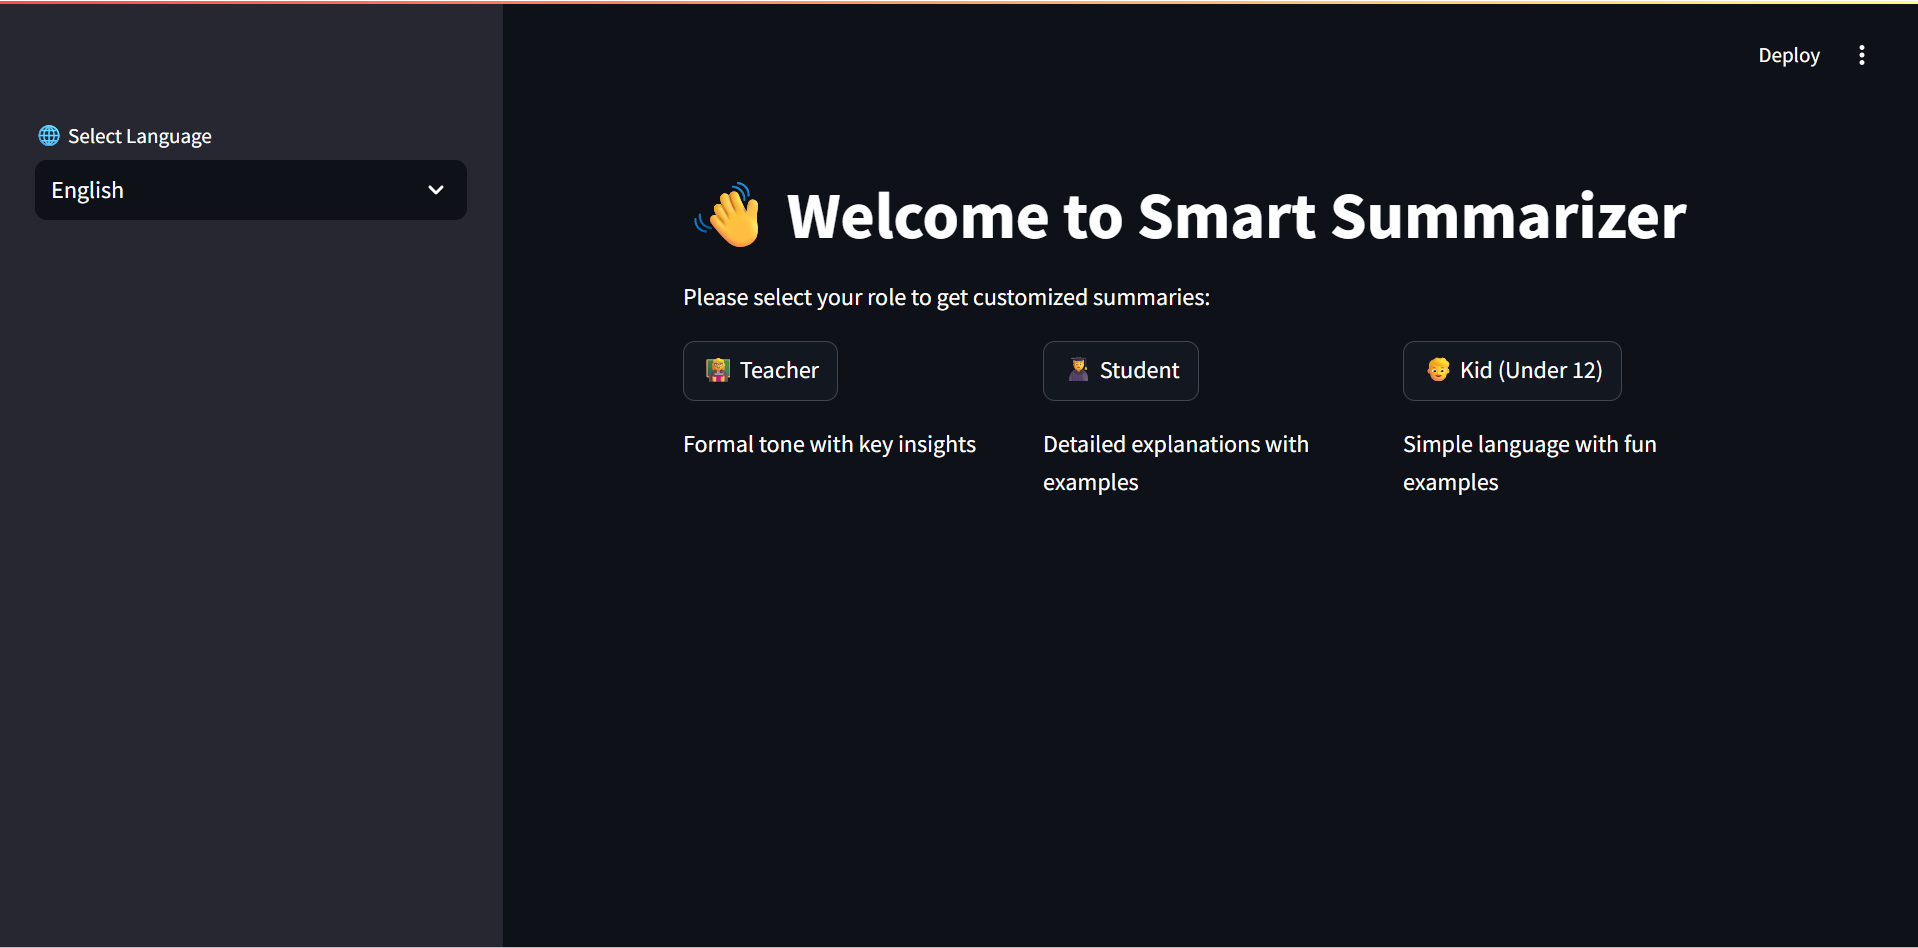 Deploy
Select Language
English
Welcome to Smart Summarizer
Please select your role to get customized summaries:
Teacher
Formal tone with key insights
Student
Detailed explanations with
examples
Kid (Under 12)
Simple language with fun
examples